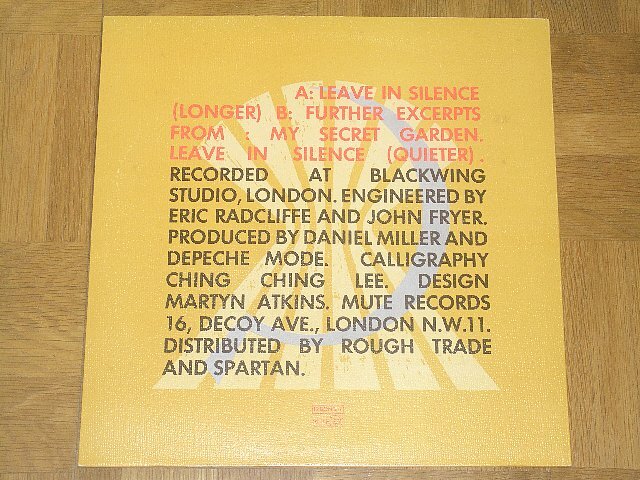 A: LEAVE IN SILENCE
(LONGER) B: FURTHER EXCERPTS
FROM : MY SECRET GARDEN.
LEAVE IN SILENCE (QUIETER).
RECORDED AT BLACKWING
STUDIO, LONDON. ENGINEERED BY
ERIC RADCLIFFE AND JOHN FRYER.
PRODUCED BY DANIEL MILLER AND
DEPECHE MODE. CALLIGRAPHY
CHING CHING LEE. DESIGN
MARTYN ATKINS. MUTE RECORDS
16, DECOY AVE., LONDON N.W.11.
DISTRIBUTED BY ROUGH TRADE
AND SPARTAN.